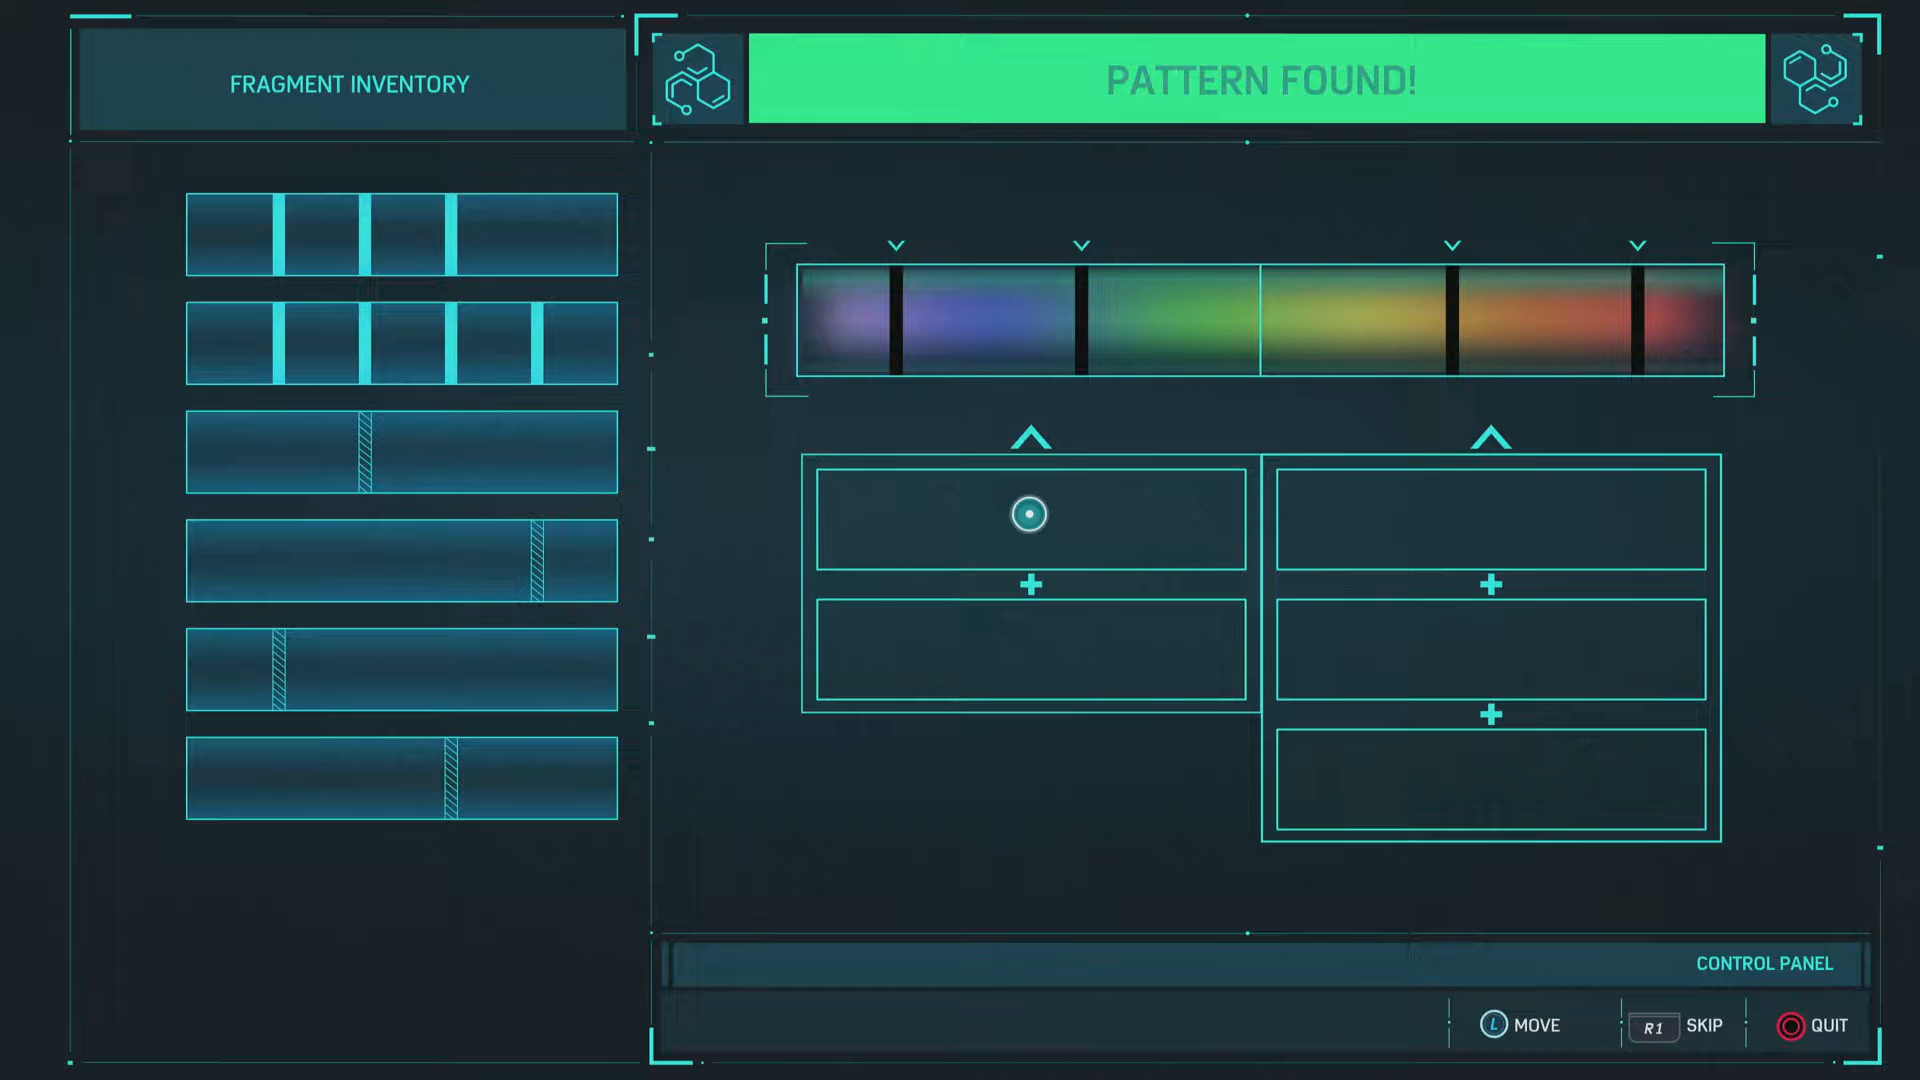 FRAGMENT INVENTORY
PATTERN FOUND!
CONTROL PANEL
L MOVE
R1 SKIP
QUIT